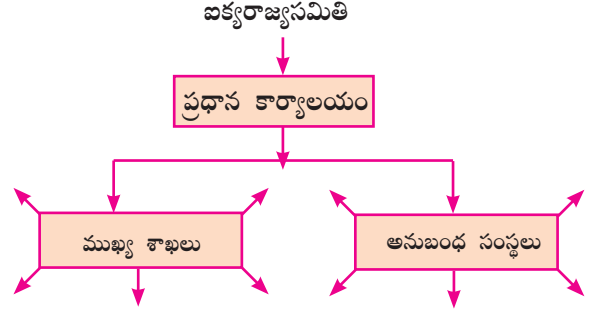 ఐక్యరాజ్యసమితి
ప్రధాన కార్యాలయం
ముఖ్య శాఖలు
అనుబంధ సంస్థలు